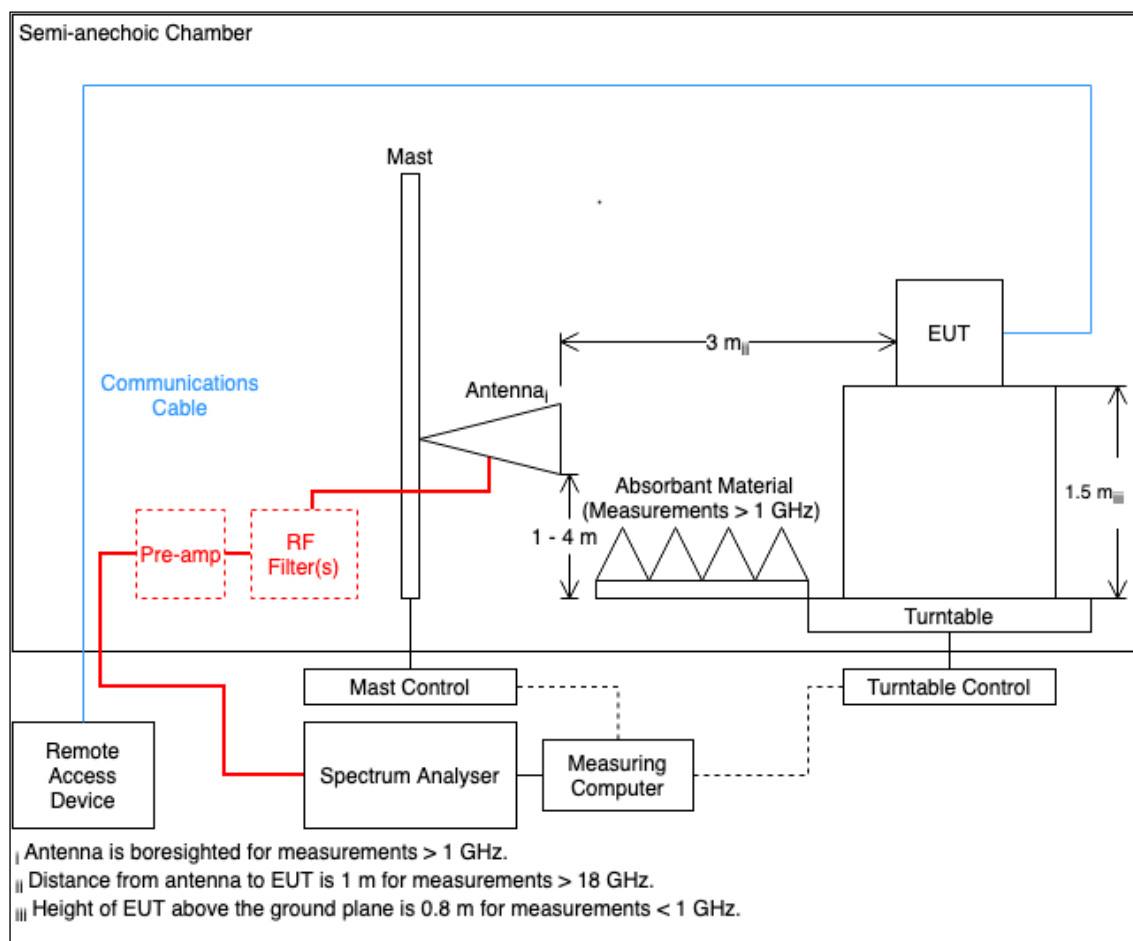 Semi-anechoic Chamber
Mast
EUT
3 m ii
Communications
Cable
Antenna i
Absorbant Material
(Measurements > 1 GHz)
1.5 m iii
1 - 4 m
Pre-amp
RF
Filter(s)
Turntable
Mast Control
Turntable Control
Remote
Access
Device
Spectrum Analyser
Measuring
Computer
i Antenna is boresighted for measurements > 1 GHz.
ii Distance from antenna to EUT is 1 m for measurements > 18 GHz.
iii Height of EUT above the ground plane is 0.8 m for measurements < 1 GHz.